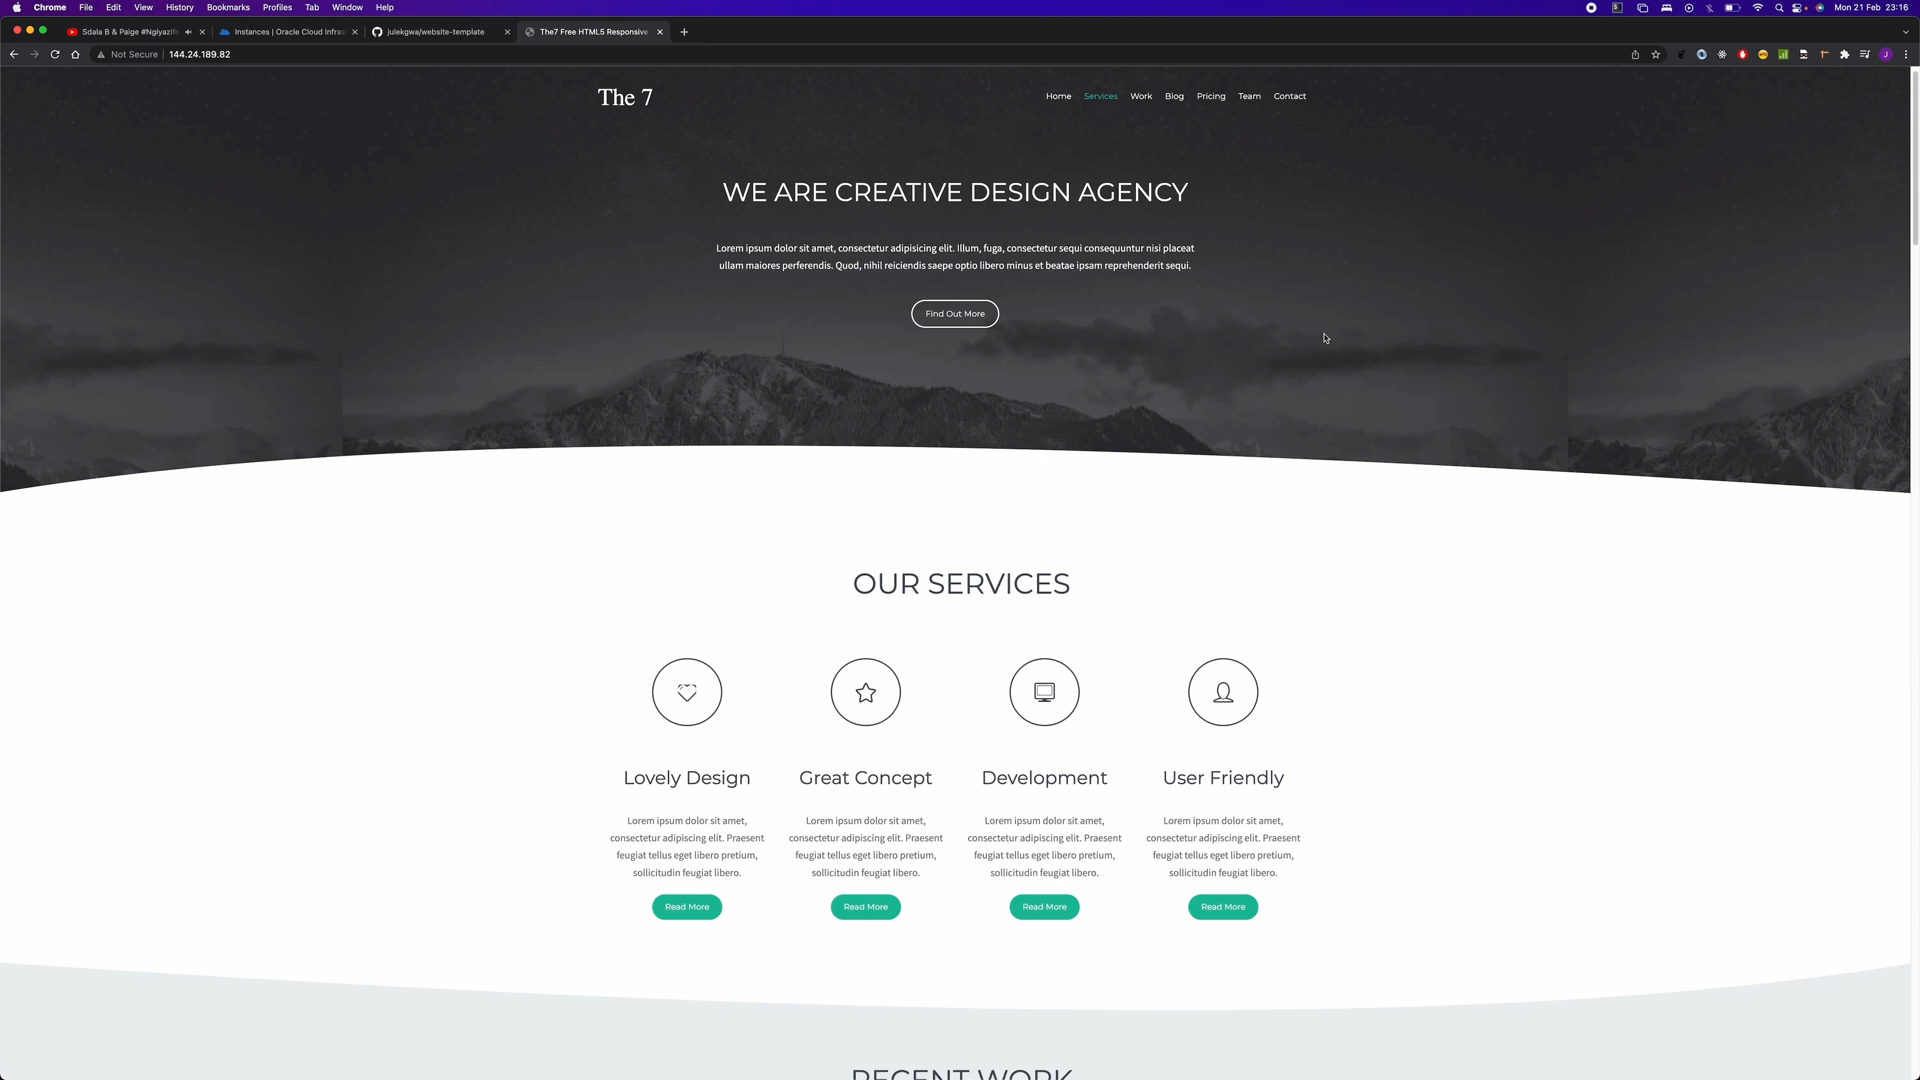 Chrome File Edit View History Bookmarks Profiles Tab Window Help
Mon 21 Feb 23:16
Sdala B & Paige #Ngiyazife
Instances | Oracle Cloud Infras
julekgwa/website-template
The7 Free HTML5 Responsive
Not Secure
144.24.189.82
The 7
Home Services Work Blog Pricing Team Contact
WE ARE CREATIVE DESIGN AGENCY
Lorem ipsum dolor sit amet, consectetur adipisicing elit. Illum, fuga, consectetur sequi consequuntur nisi placeat
ullam maiores perferendis. Quod, nihil reiciendis saepe optio libero minus et beatae ipsam reprehenderit sequi.
Find Out More
OUR SERVICES
Lovely Design
Lorem ipsum dolor sit amet,
consectetur adipiscing elit. Praesent
feugiat tellus eget libero pretium,
sollicitudin feugiat libero.
Read More
Great Concept
Lorem ipsum dolor sit amet,
consectetur adipiscing elit. Praesent
feugiat tellus eget libero pretium,
sollicitudin feugiat libero.
Read More
Development
Lorem ipsum dolor sit amet,
consectetur adipiscing elit. Praesent
feugiat tellus eget libero pretium,
sollicitudin feugiat libero.
Read More
User Friendly
Lorem ipsum dolor sit amet,
consectetur adipiscing elit. Praesent
feugiat tellus eget libero pretium,
sollicitudin feugiat libero.
Read More
RECENT WORK